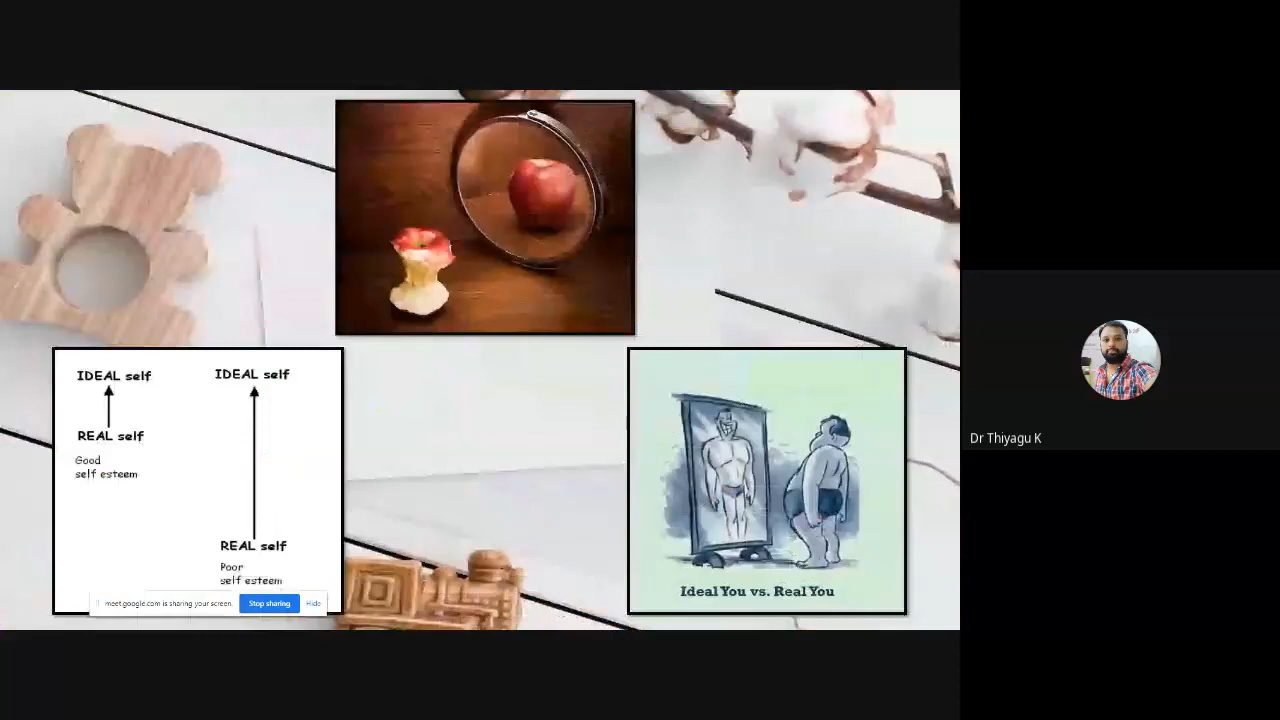 IDEAL self
REAL self
Good
self esteem
IDEAL self
REAL self
Poor
self esteem
meet.google.com is sharing your screen.
Stop sharing
Hide
Ideal You vs. Real You
Dr Thiyagu K